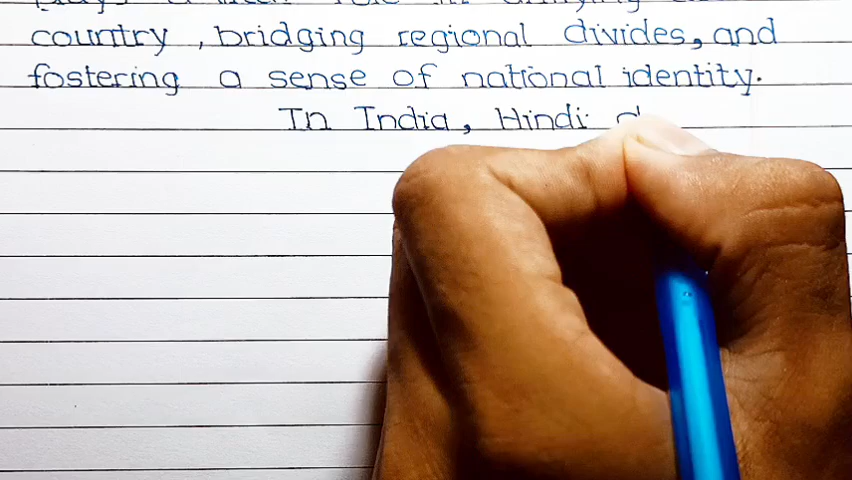 country, bridging regional divides, and
fostering a sense of national identity.
In India, Hindi